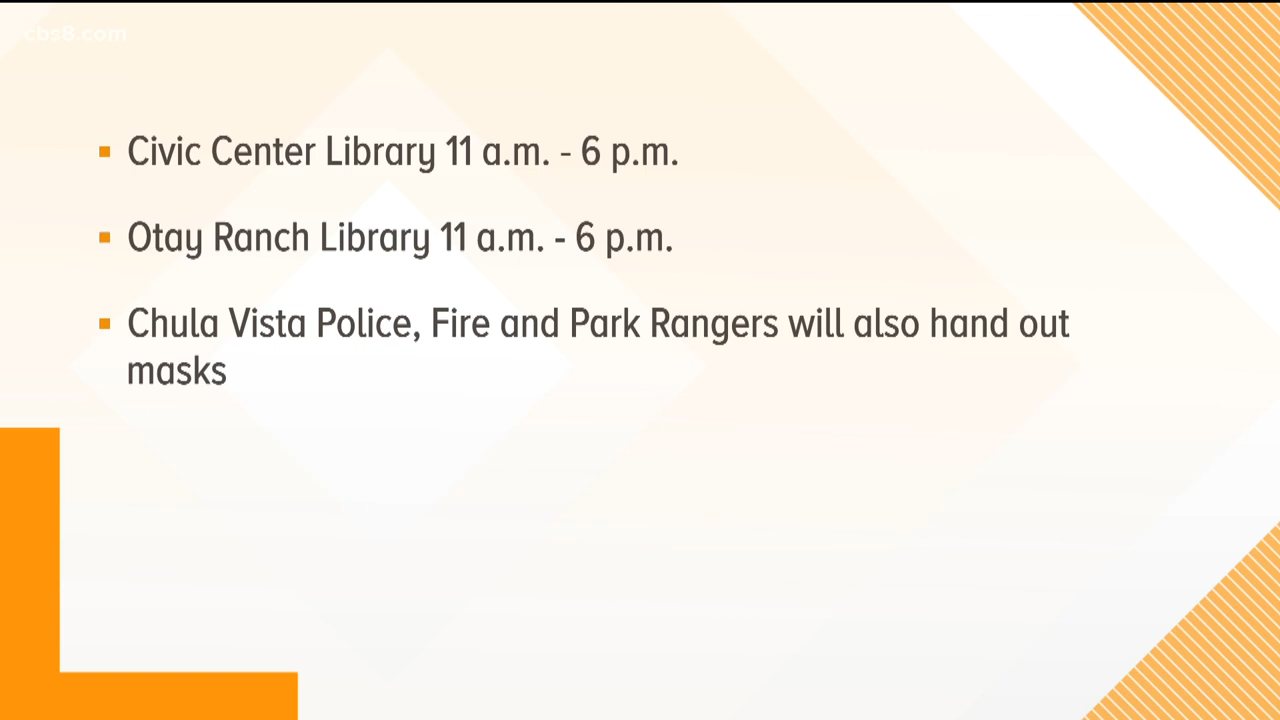 cbs8.com
Civic Center Library 11 a.m. - 6 p.m.
Otay Ranch Library 11 a.m. - 6 p.m.
Chula Vista Police, Fire and Park Rangers will also hand out
masks